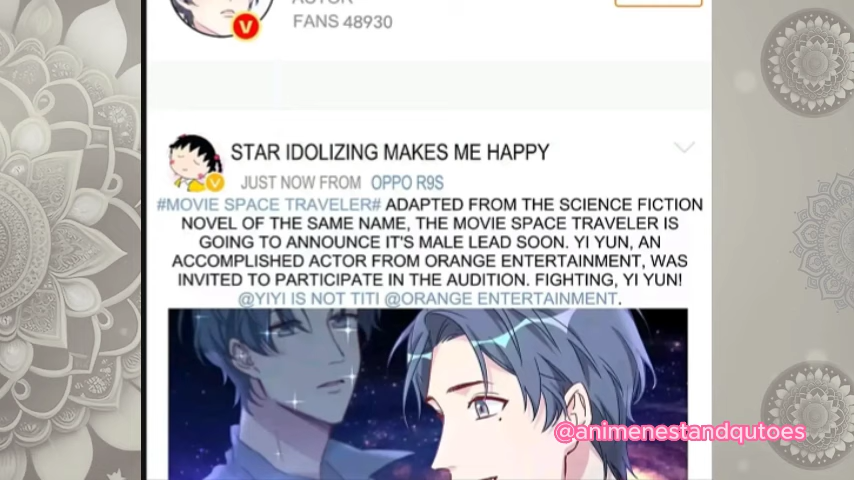 FANS 48930
V
STAR IDOLIZING MAKES ME HAPPY
V
JUST NOW FROM OPPO R9S
#MOVIE SPACE TRAVELER# ADAPTED FROM THE SCIENCE FICTION
NOVEL OF THE SAME NAME, THE MOVIE SPACE TRAVELER IS
GOING TO ANNOUNCE IT'S MALE LEAD SOON. YI YUN, AN
ACCOMPLISHED ACTOR FROM ORANGE ENTERTAINMENT, WAS
INVITED TO PARTICIPATE IN THE AUDITION. FIGHTING, YI YUN!
@YIYI IS NOT TITI @ORANGE ENTERTAINMENT.
@animenestandqutoes